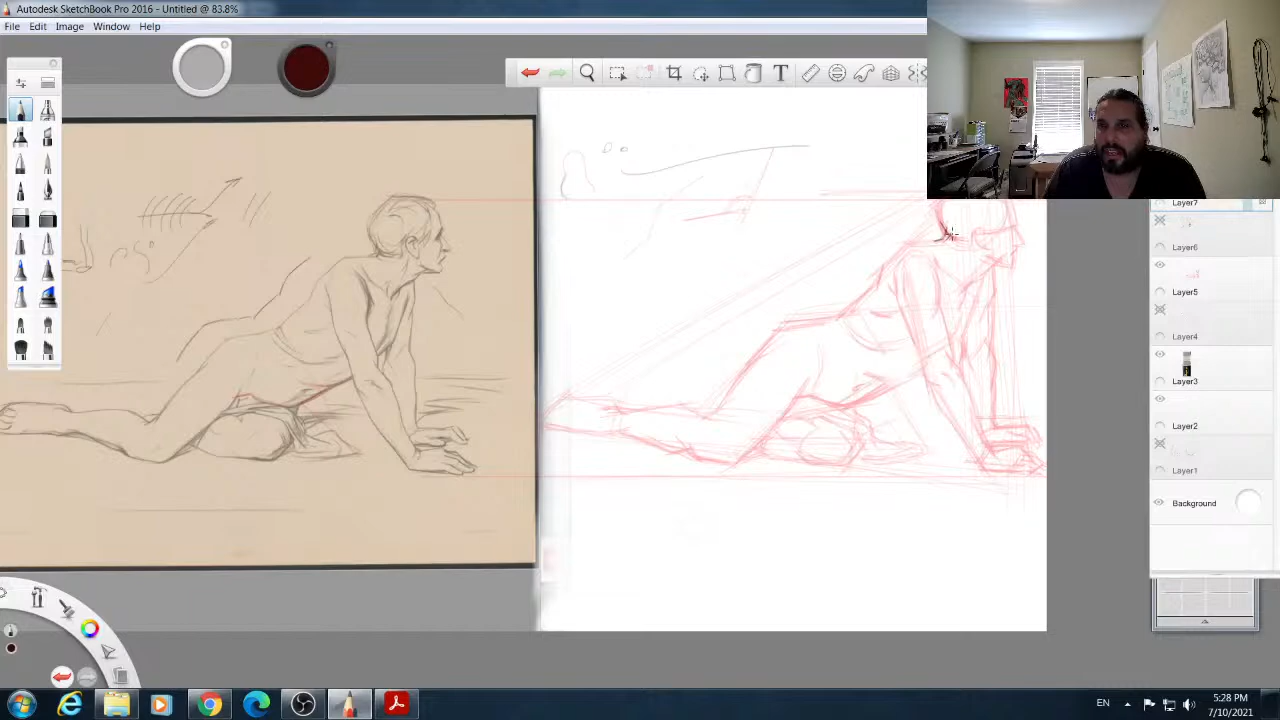 Autodesk SketchBook Pro 2016 - Untitled @ 83.8%
File Edit Image Window Help
T
Layer7
Layer6
Layer5
Layer4
Layer3
Layer2
Layer1
Background
EN
5:28 PM
7/10/2021